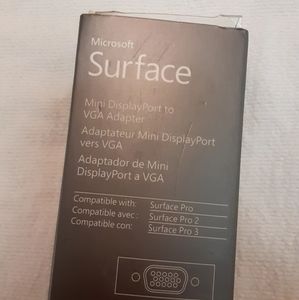 Microsoft
Surface
Mini DisplayPort to
VGA Adapter
Adaptateur Mini DisplayPort
vers VGA
Adaptador de Mini
DisplayPort a VGA
Compatible with: Surface Pro
Compatible avec : Surface Pro 2
Compatible con: Surface Pro 3